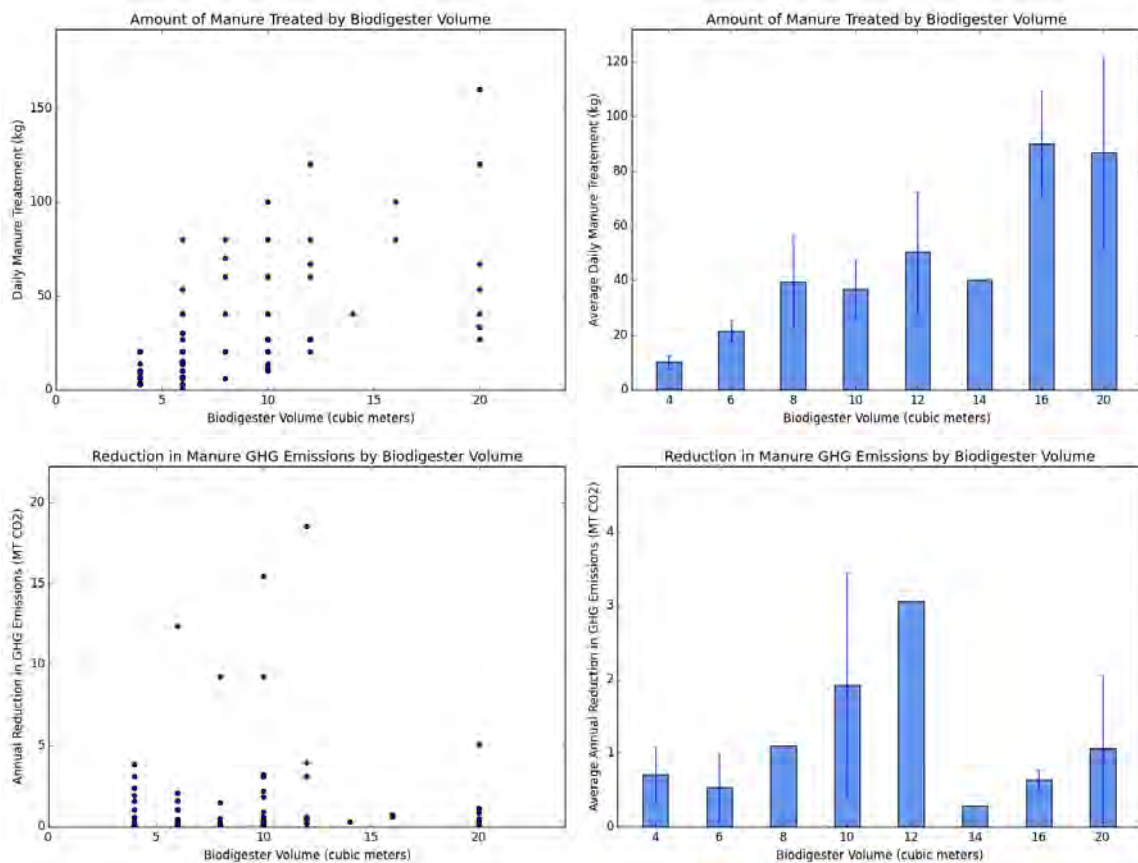 Amount of Manure Treated by Biodigester Volume
Daily Manure Treatement (kg)
150
100
50
0
0 5 10 15 20
Biodigester Volume (cubic meters)
Amount of Manure Treated by Biodigester Volume
Average Daily Manure Treatement (kg)
120
100
80
60
40
20
0
4 6 8 10 12 14 16 20
Biodigester Volume (cubic meters)
Reduction in Manure GHG Emissions by Biodigester Volume
Annual Reduction in GHG Emissions (MT CO2)
20
15
10
5
0
0 5 10 15 20
Biodigester Volume (cubic meters)
Reduction in Manure GHG Emissions by Biodigester Volume
Average Annual Reduction in GHG Emissions (MT CO2)
4
3
2
1
0
4 6 8 10 12 14 16 20
Biodigester Volume (cubic meters)